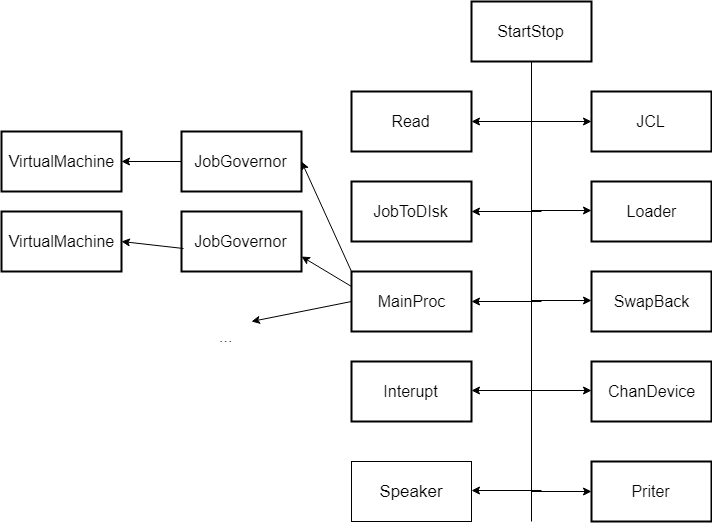 StartStop
Read
JCL
VirtualMachine
JobGovernor
JobToDIsk
Loader
VirtualMachine
JobGovernor
MainProc
SwapBack
...
Interupt
ChanDevice
Speaker
Priter